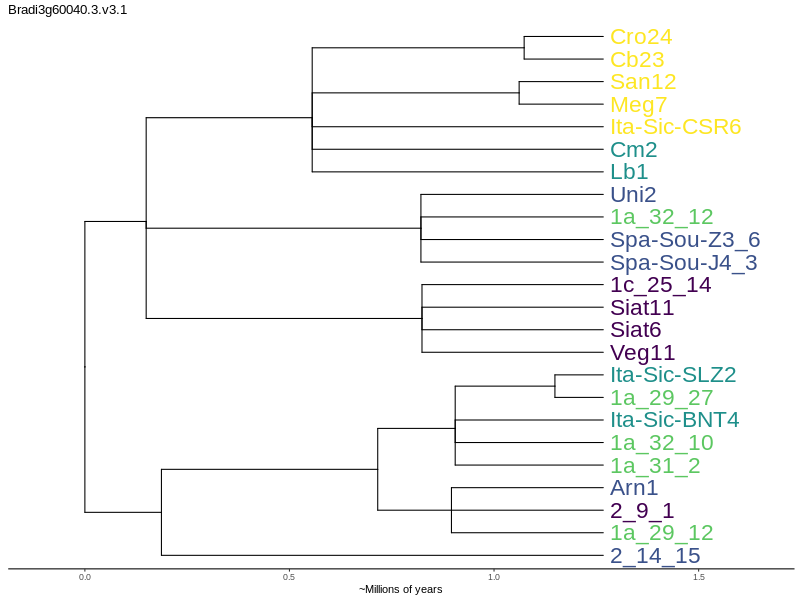 Bradi3g60040.3.v3.1
Cro24
Cb23
San12
Meg7
Ita-Sic-CSR6
Cm2
Lb1
Uni2
1a_32_12
Spa-Sou-Z3_6
Spa-Sou-J4_3
1c_25_14
Siat11
Siat6
Veg11
Ita-Sic-SLZ2
1a_29_27
Ita-Sic-BNT4
1a_32_10
1a_31_2
Arn1
2_9_1
1a_29_12
2_14_15
0.0 0.5 1.0 1.5
~Millions of years